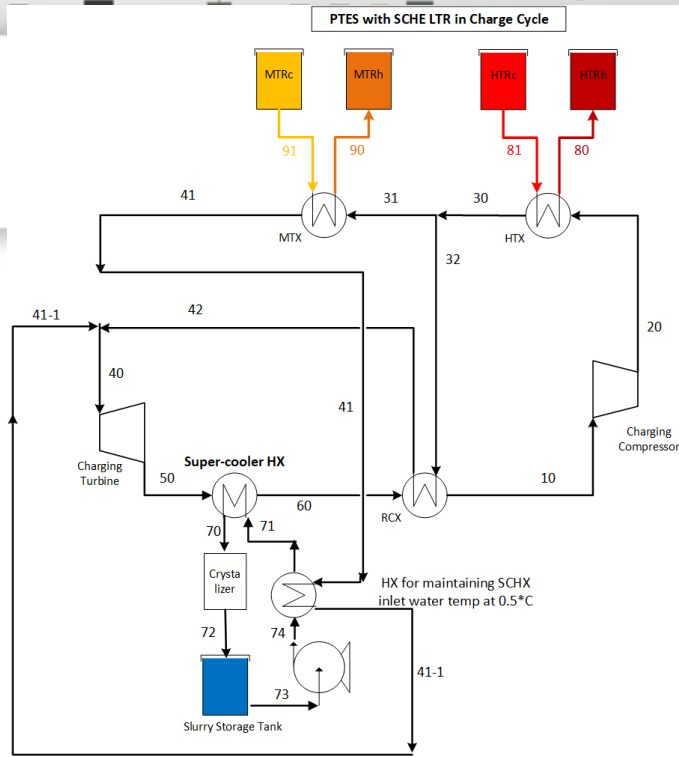 PTES with SCHE LTR in Charge Cycle
MTRc
MTRh
HTRc
HTRh
91
90
81
80
41
31
30
MTX
HTX
32
41-1
42
20
40
41
Charging
Turbine
Super-cooler HX
Charging
Compressor
50
60
10
RCX
70
71
Crysta
lizer
HX for maintaining SCHX
inlet water temp at 0.5*C
72
74
41-1
73
Slurry Storage Tank